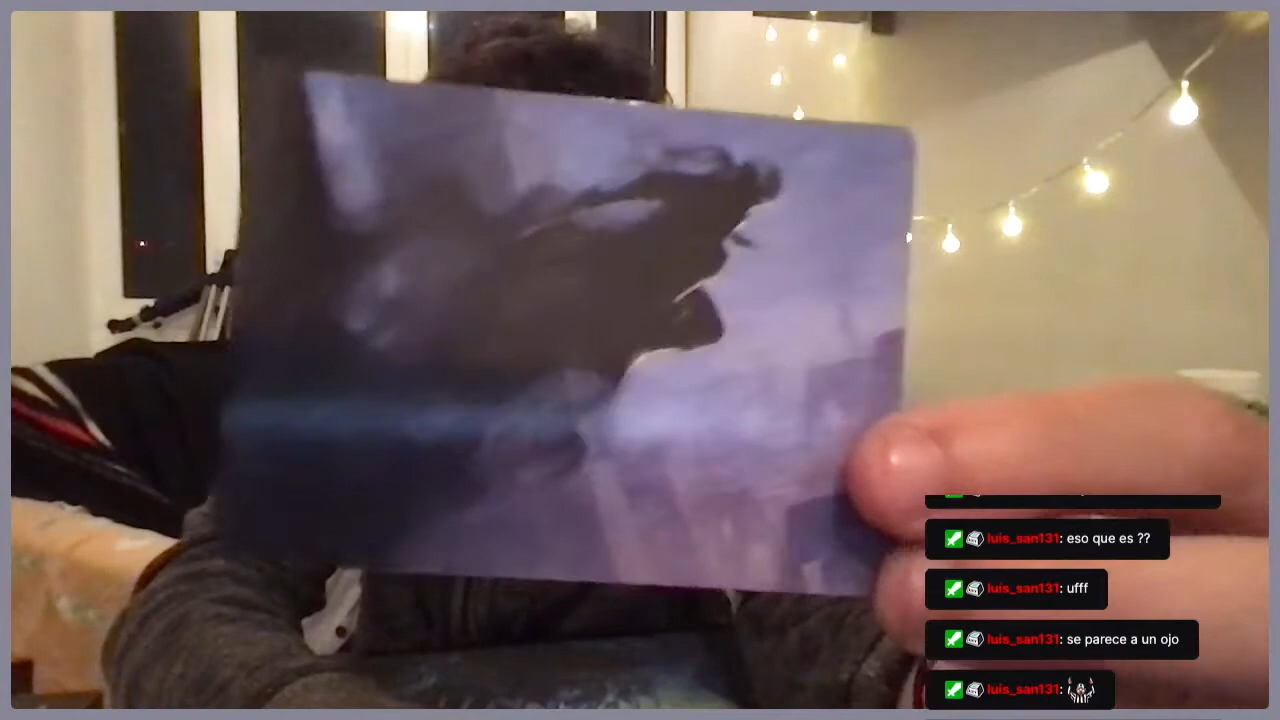 luis_san131: eso que es ??
luis_san131: ufff
luis_san131: se parece a un ojo
luis_san131: